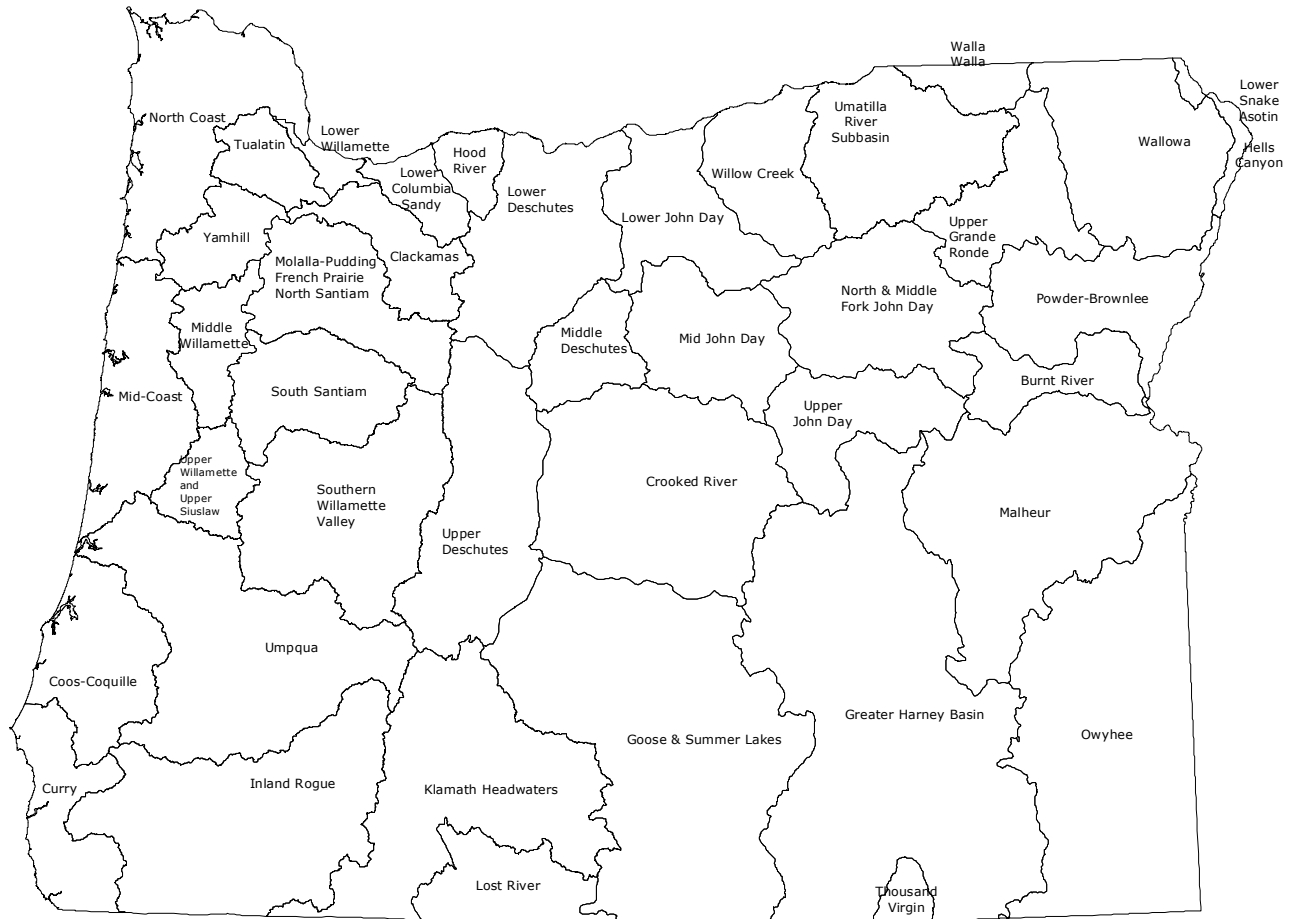 Walla
Walla
Lower
Snake
Asotin
Umatilla
River
Subbasin
North Coast
Lower
Willamette
Tualatin
Wallowa
Hells
Canyon
Hood
River
Willow Creek
Lower
Columbia
Sandy
Lower
Deschutes
Lower John Day
Upper
Grande
Ronde
Yamhill
Clackamas
Molalla-Pudding
French Prairie
North Santiam
North & Middle
Fork John Day
Powder-Brownlee
Middle
Willamette
Middle
Deschutes
Mid John Day
Burnt River
South Santiam
Mid-Coast
Upper
John Day
Upper
Willamette
and
Upper
Siuslaw
Crooked River
Southern
Willamette
Valley
Malheur
Upper
Deschutes
Umpqua
Coos-Coquille
Greater Harney Basin
Owyhee
Goose & Summer Lakes
Inland Rogue
Curry
Klamath Headwaters
Lost River
Thousand
Virgin